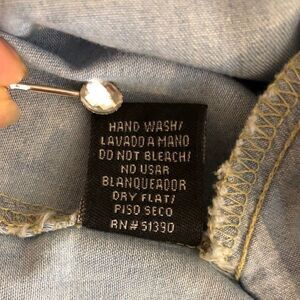 HAND WASH/
LAVADO A MANO
DO NOT BLEACH/
NO USAR
BLANQUEADOR
DRY FLAT/
PISO SECO
RN# 51390